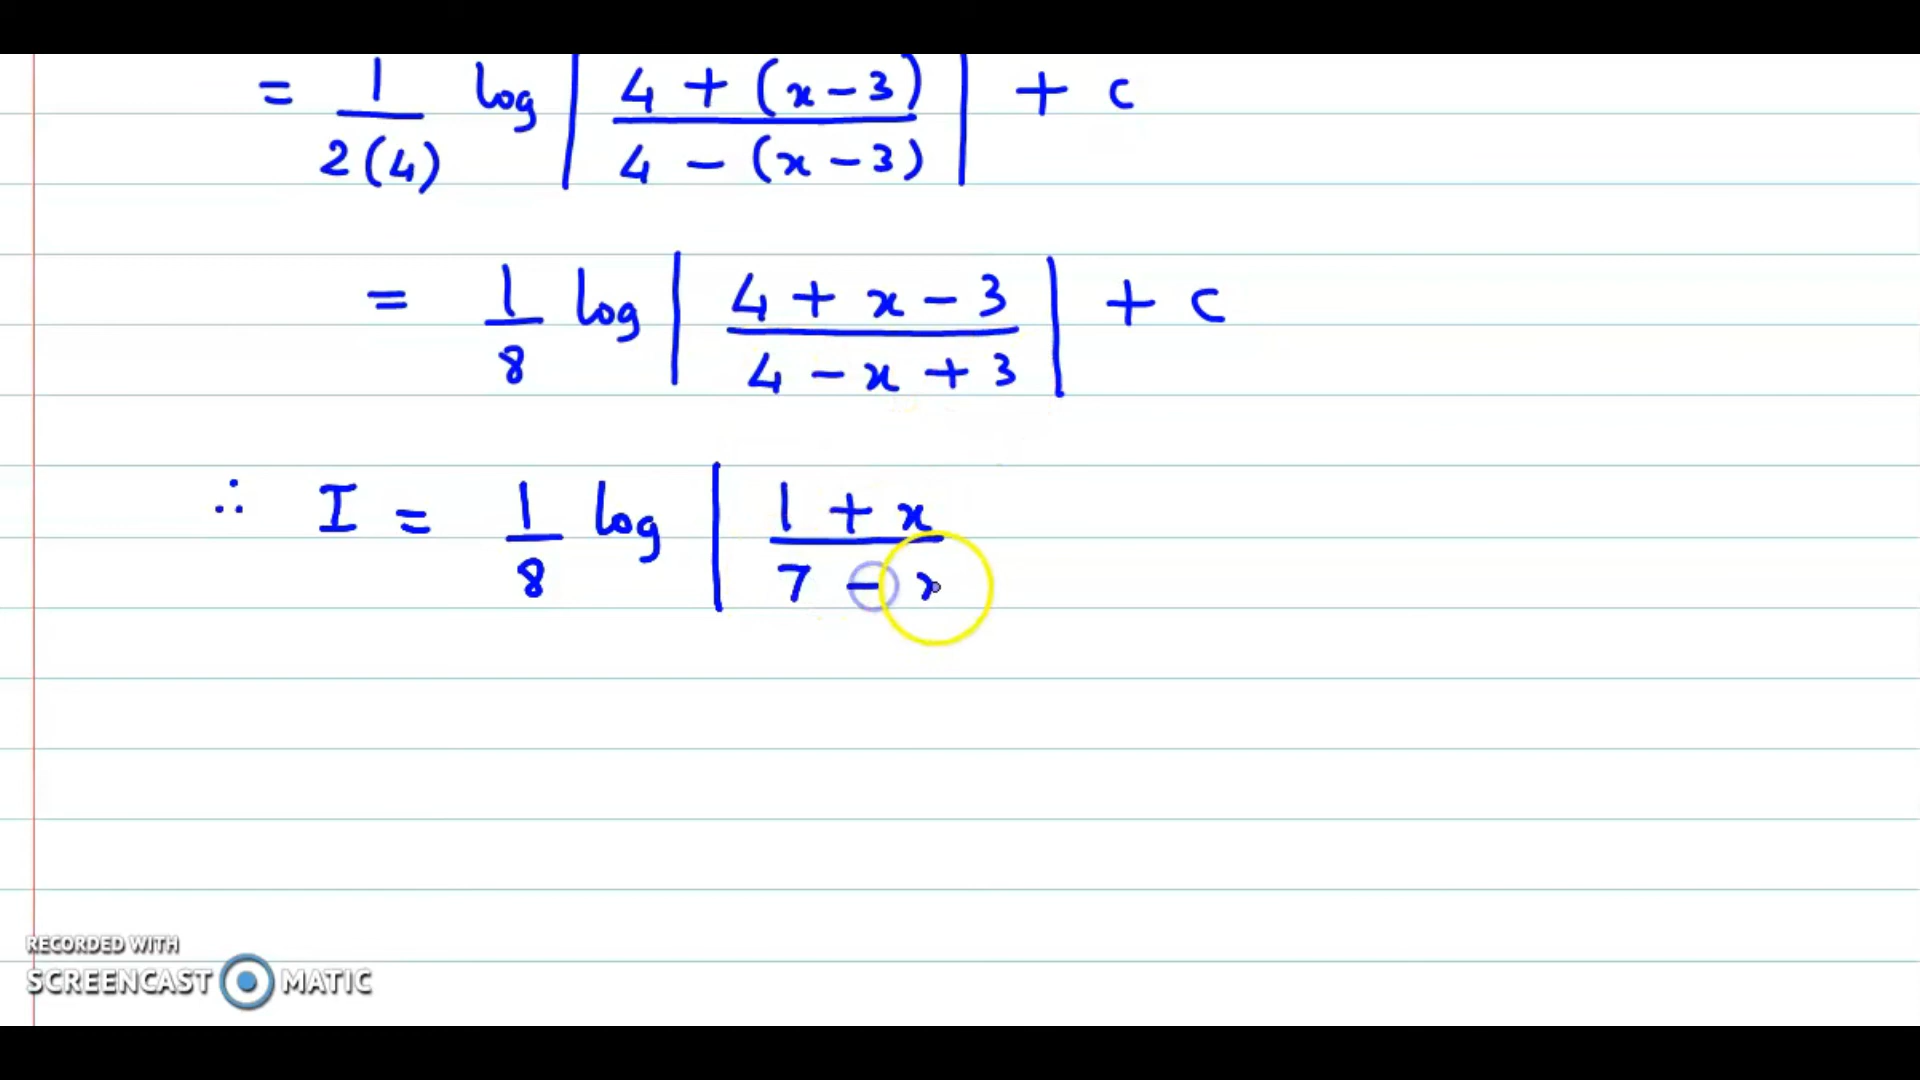 = 1/2(4) log | 4 + (x - 3) / 4 - (x - 3) | + c
= 1/8 log | 4 + x - 3 / 4 - x + 3 | + c
∴ I = 1/8 log | 1 + x / 7 - x
RECORDED WITH
SCREENCAST MATIC